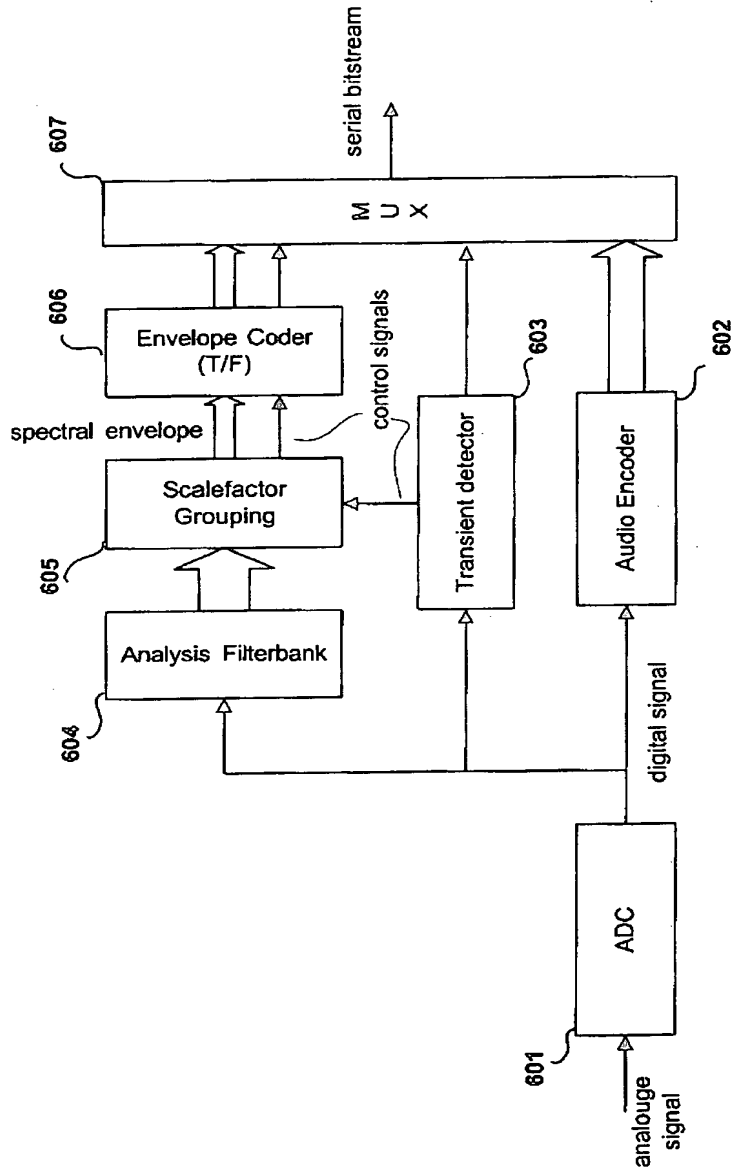 analouge
signal
601
ADC
digital signal
604
Analysis Filterbank
605
Scalefactor
Grouping
spectral envelope
606
Envelope Coder
(T/F)
control signals
Transient detector
603
Audio Encoder
602
607
M
U
X
serial bitstream